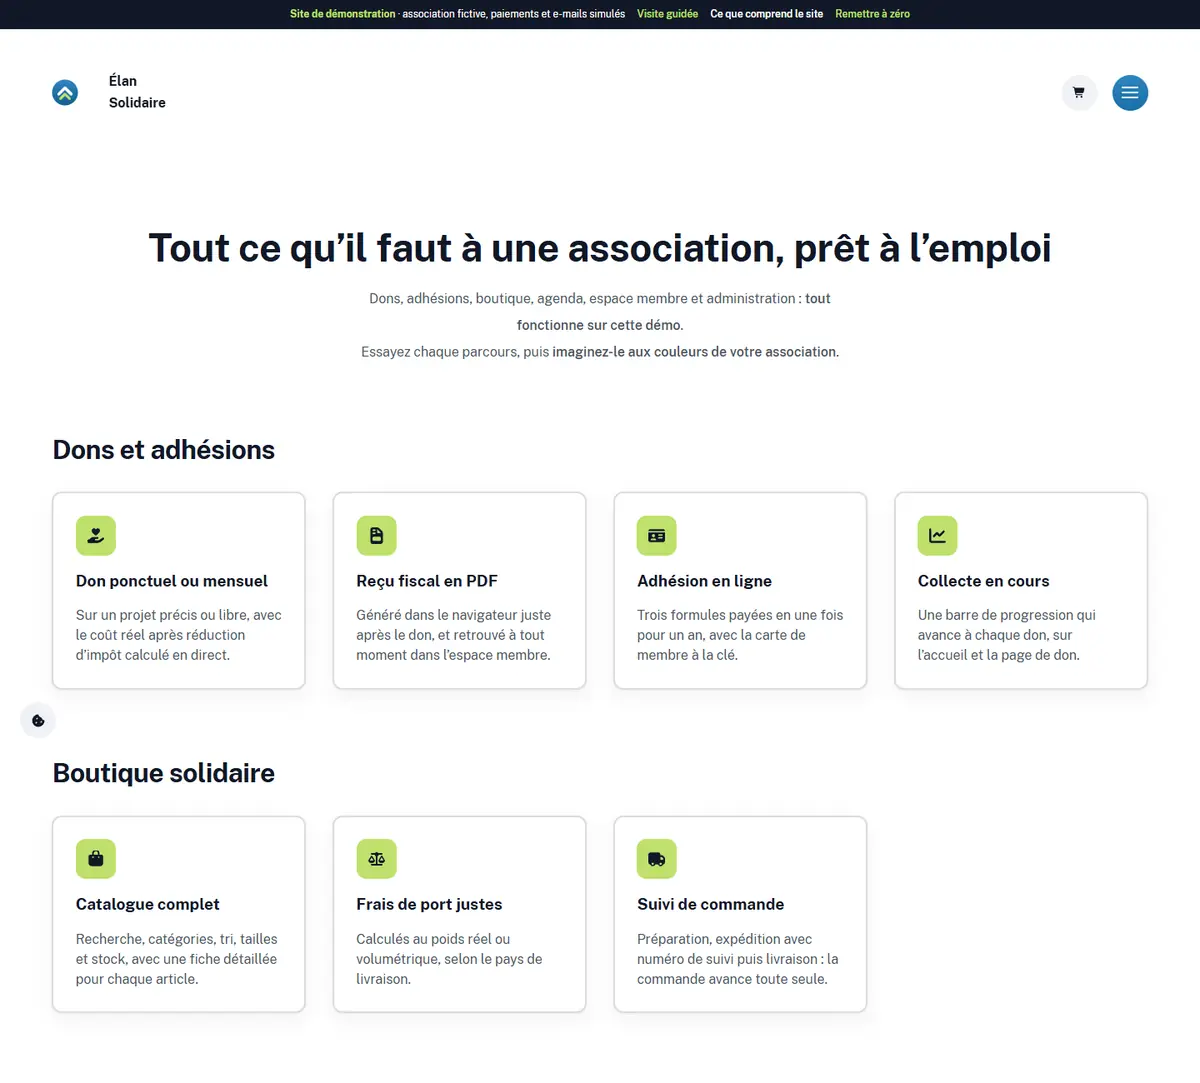 Site de démonstration · association fictive, paiements et e-mails simulés Visite guidée Ce que comprend le site Remettre à zéro
Élan
Solidaire
Tout ce qu’il faut à une association, prêt à l’emploi
Dons, adhésions, boutique, agenda, espace membre et administration : tout
fonctionne sur cette démo.
Essayez chaque parcours, puis imaginez-le aux couleurs de votre association.
Dons et adhésions
Don ponctuel ou mensuel
Sur un projet précis ou libre, avec
le coût réel après réduction
d’impôt calculé en direct.
Reçu fiscal en PDF
Généré dans le navigateur juste
après le don, et retrouvé à tout
moment dans l’espace membre.
Adhésion en ligne
Trois formules payées en une fois
pour un an, avec la carte de
membre à la clé.
Collecte en cours
Une barre de progression qui
avance à chaque don, sur
l’accueil et la page de don.
Boutique solidaire
Catalogue complet
Recherche, catégories, tri, tailles
et stock, avec une fiche détaillée
pour chaque article.
Frais de port justes
Calculés au poids réel ou
volumétrique, selon le pays de
livraison.
Suivi de commande
Préparation, expédition avec
numéro de suivi puis livraison : la
commande avance toute seule.